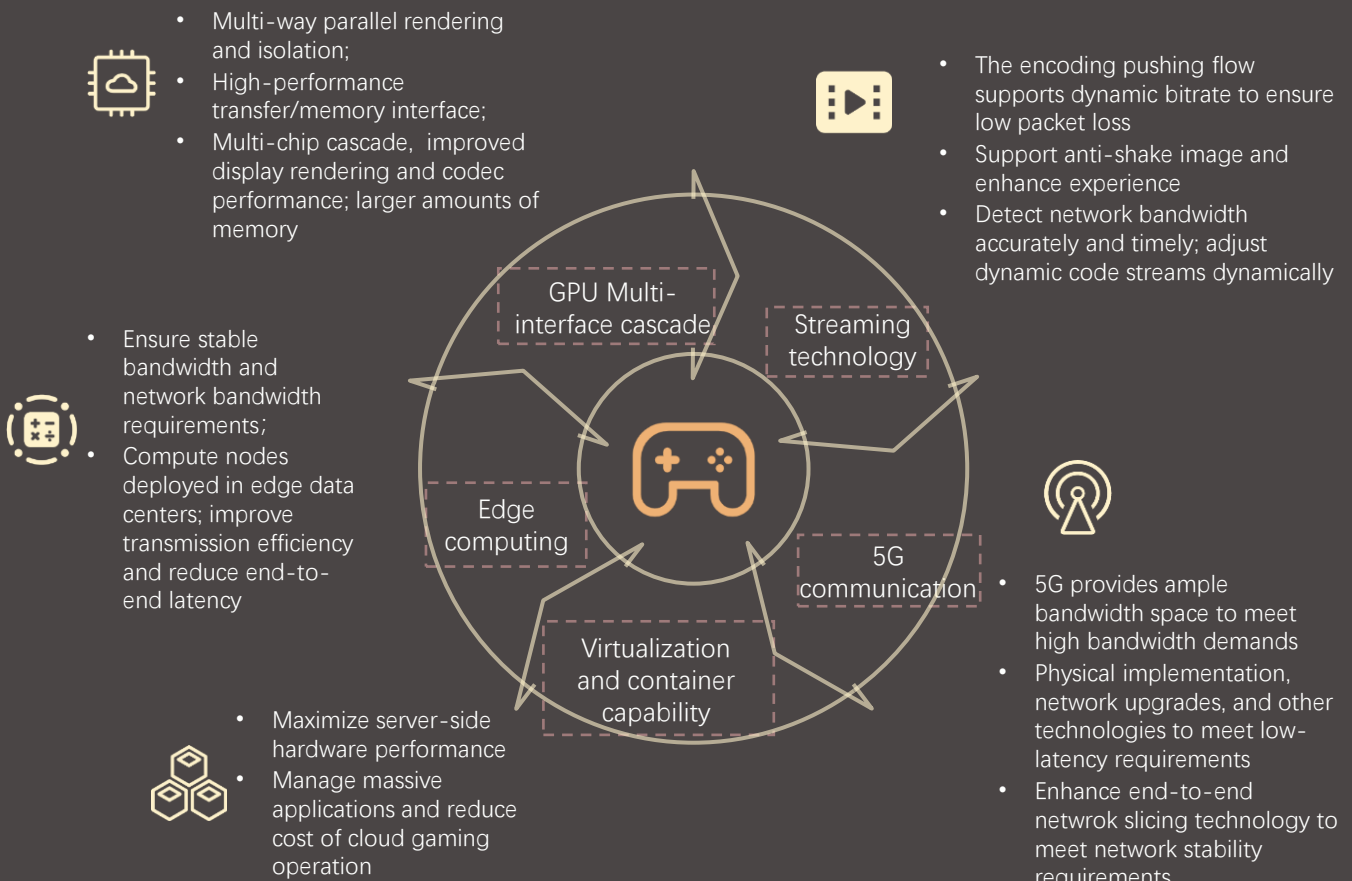 • Multi-way parallel rendering
and isolation;
• High-performance
transfer/memory interface;
• Multi-chip cascade, improved
display rendering and codec
performance; larger amounts of
memory
• The encoding pushing flow
supports dynamic bitrate to ensure
low packet loss
• Support anti-shake image and
enhance experience
• Detect network bandwidth
accurately and timely; adjust
dynamic code streams dynamically
GPU Multi-
interface cascade
Streaming
technology
• Ensure stable
bandwidth and
network bandwidth
requirements;
• Compute nodes
deployed in edge data
centers; improve
transmission efficiency
and reduce end-to-
end latency
Edge
computing
5G
communication
Virtualization
and container
capability
• 5G provides ample
bandwidth space to meet
high bandwidth demands
• Physical implementation,
network upgrades, and other
technologies to meet low-
latency requirements
• Enhance end-to-end
netwrok slicing technology to
meet network stability
requirements
• Maximize server-side
hardware performance
• Manage massive
applications and reduce
cost of cloud gaming
operation